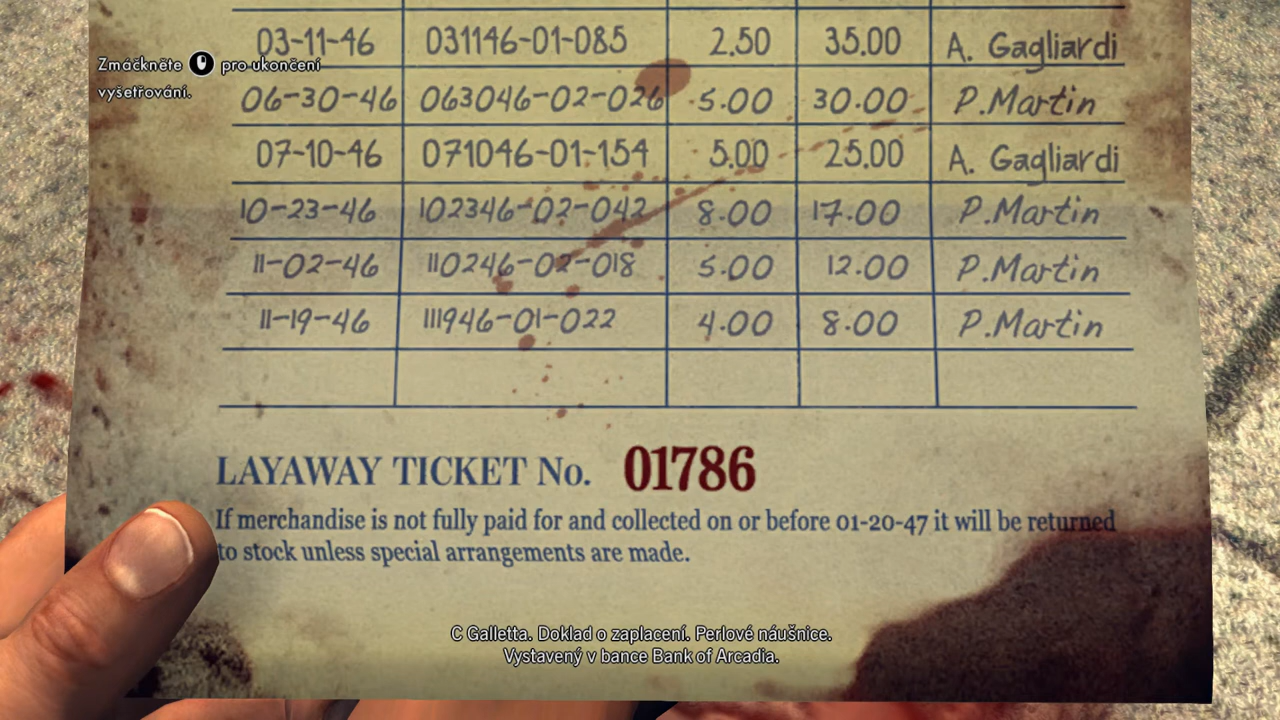 03-11-46 031146-01-085 2.50 35.00 A. Gagliardi
Zmáčkněte pro ukončení
vyšetřování.
06-30-46 063046-02-026 5.00 30.00 P.Martin
07-10-46 071046-01-154 5.00 25.00 A. Gagliardi
10-23-46 102346-02-042 8.00 17.00 P.Martin
11-02-46 110246-02-018 5.00 12.00 P.Martin
11-19-46 111946-01-022 4.00 8.00 P.Martin
LAYAWAY TICKET No. 01786
If merchandise is not fully paid for and collected on or before 01-20-47 it will be returned
to stock unless special arrangements are made.
C Galletta. Doklad o zaplacení. Perlové náušnice.
Vystavený v bance Bank of Arcadia.